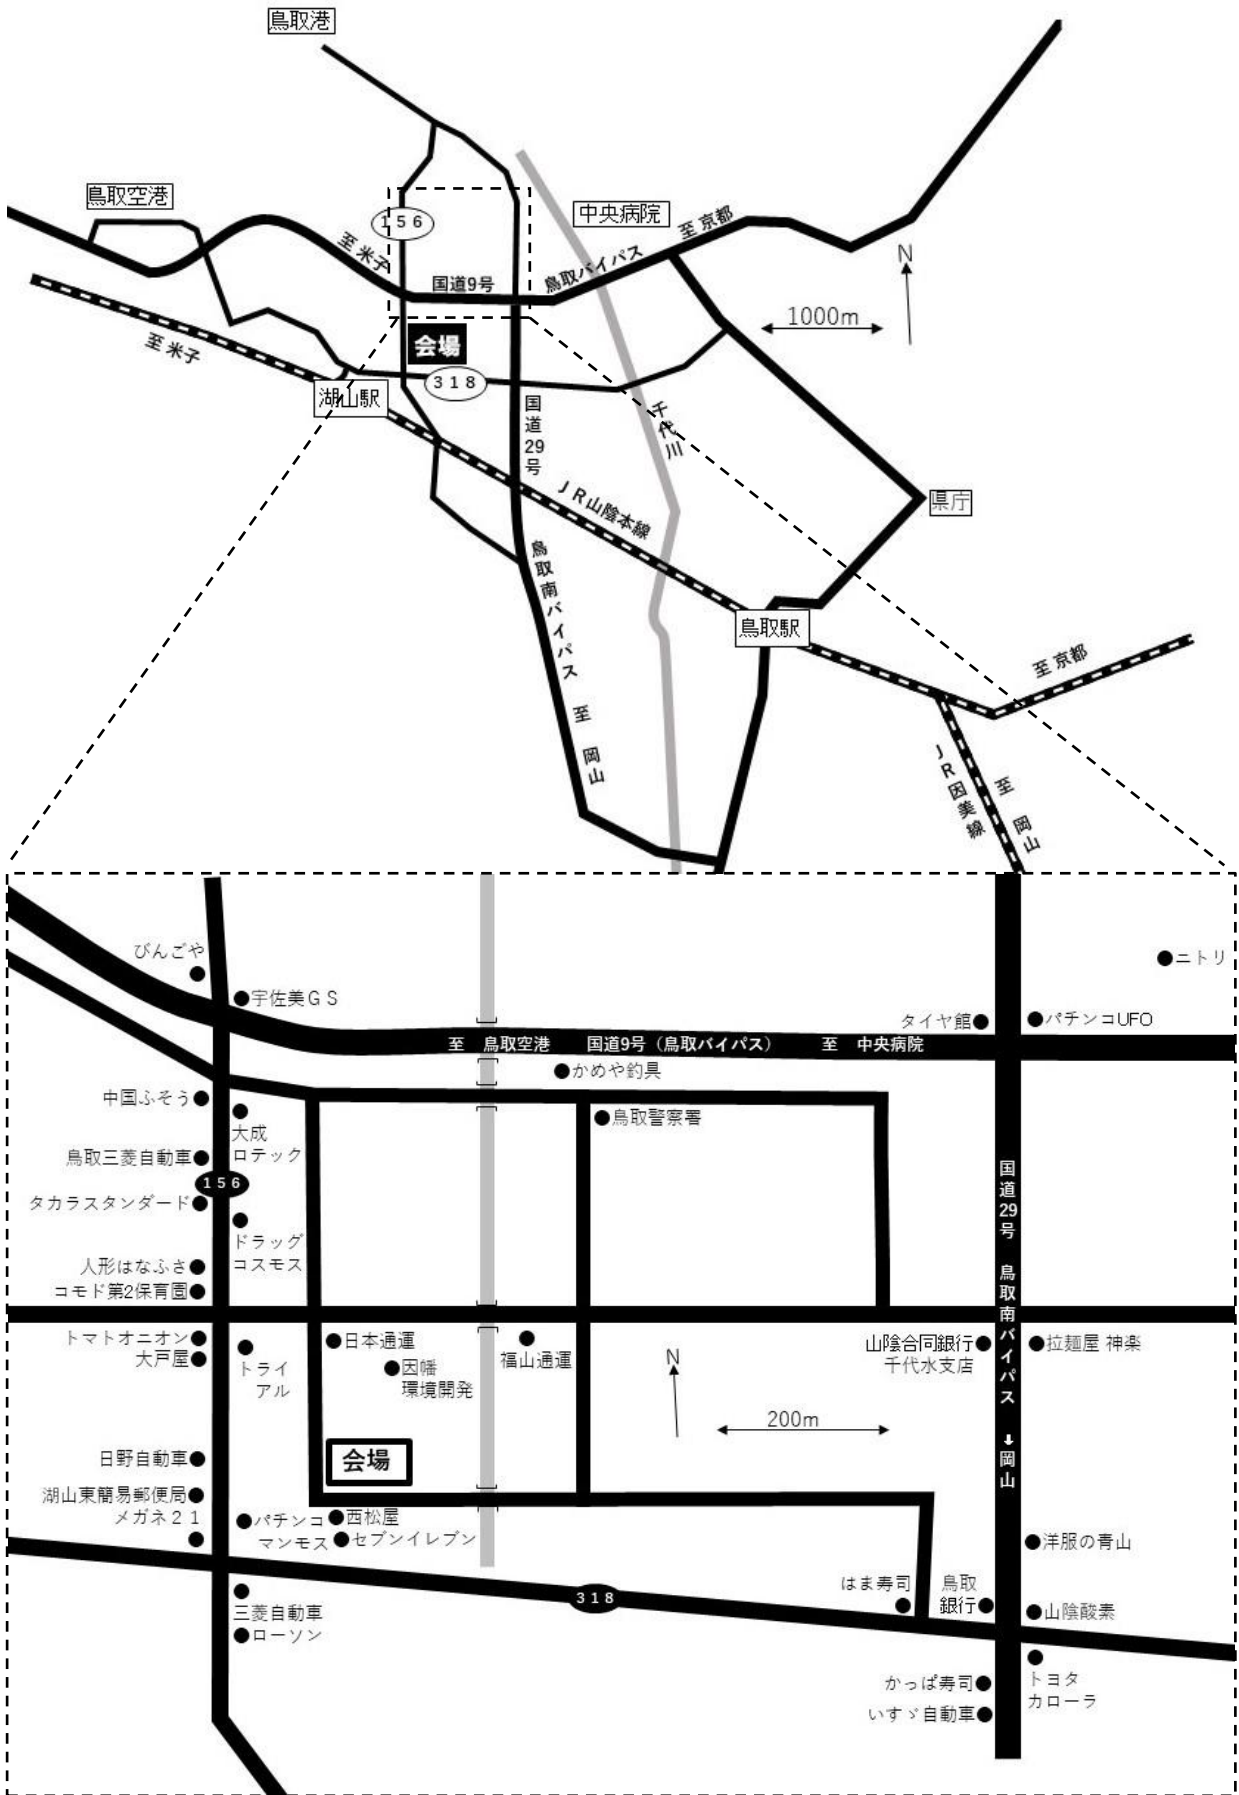 鳥取港
鳥取空港
156
中央病院
至 京都
至 米子
鳥取バイパス
国道9号
N
1000m
至 米子
会場
318
湖山駅
国道29号
千代川
JR山陰本線
県庁
鳥取南バイパス 至 岡山
鳥取駅
至 京都
JR因美線
至 岡山
びんごや
ニトリ
宇佐美GS
タイヤ館
パチンコUFO
至 鳥取空港 国道9号(鳥取バイパス) 至 中央病院
かめや釣具
中国ふそう
大成
ロテック
鳥取警察署
鳥取三菱自動車
156
タカラスタンダード
ドラッグ
コスモス
国道29号 鳥取南バイパス ⬇岡山
人形はなふさ
コモド第2保育園
トマトオニオン
大戸屋
トライ
アル
日本通運
因幡
環境開発
福山通運
N
山陰合同銀行
千代水支店
拉麺屋 神楽
200m
会場
日野自動車
湖山東簡易郵便局
メガネ21
パチンコ
マンモス
西松屋
セブンイレブン
洋服の青山
はま寿司
鳥取
銀行
318
三菱自動車
ローソン
山陰酸素
かっぱ寿司
トヨタ
カローラ
いすゞ自動車